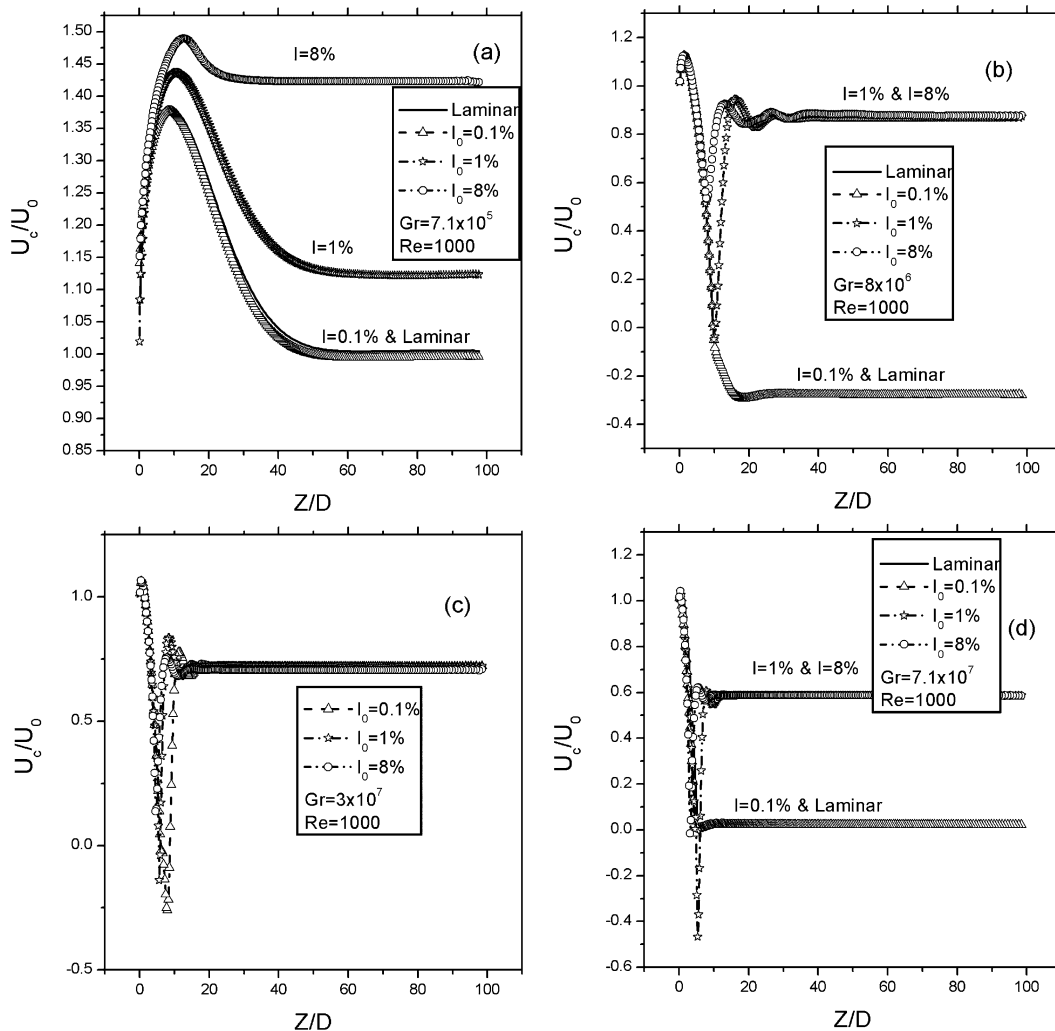 (a)
1.50
1.45
1.40
1.35
1.30
1.25
1.20
1.15
1.10
1.05
1.00
0.95
0.90
0.85
U_c/U_0
I=8%
Laminar
I_0=0.1%
I_0=1%
I_0=8%
Gr=7.1x10^5
Re=1000
I=1%
I=0.1% & Laminar
0 20 40 60 80 100
Z/D
(b)
1.2
0.9
0.6
0.3
0.0
-0.2
-0.4
U_c/U_0
I=1% & I=8%
Laminar
I_0=0.1%
I_0=1%
I_0=8%
Gr=8x10^6
Re=1000
I=0.1% & Laminar
0 20 40 60 80 100
Z/D
(c)
1.0
0.5
0.0
-0.5
U_c/U_0
I_0=0.1%
I_0=1%
I_0=8%
Gr=3x10^7
Re=1000
0 20 40 60 80 100
Z/D
(d)
1.2
1.0
0.8
0.6
0.4
0.2
0.0
-0.2
-0.4
-0.6
U_c/U_0
Laminar
I_0=0.1%
I_0=1%
I_0=8%
Gr=7.1x10^7
Re=1000
I=1% & I=8%
I=0.1% & Laminar
0 20 40 60 80 100
Z/D